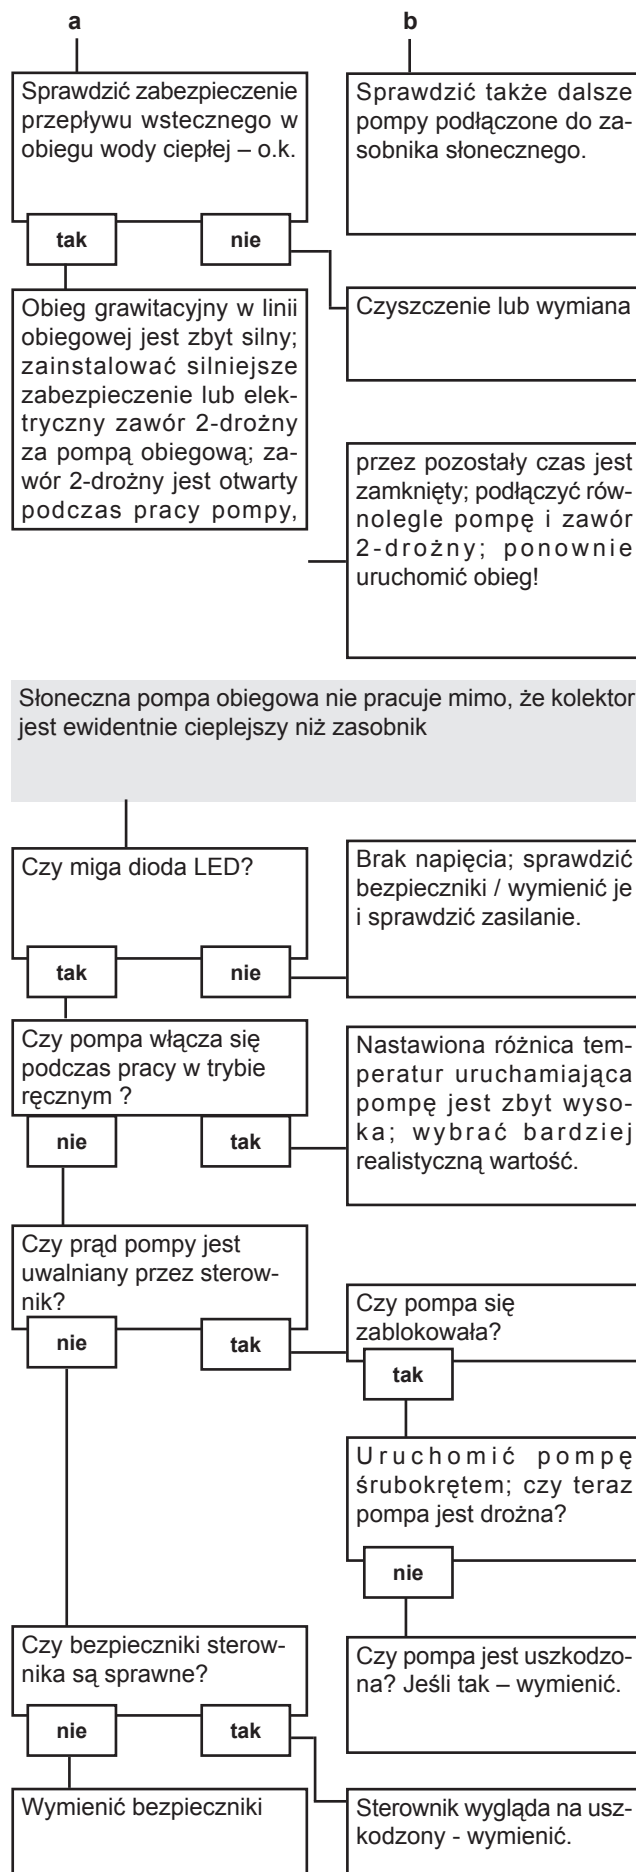 a
b
Sprawdzić zabezpieczenie
przepływu wstecznego w
obiegu wody ciepłej – o.k.
Sprawdzić także dalsze
pompy podłączone do za-
sobnika słonecznego.
tak
nie
Obieg grawitacyjny w linii
obiegowej jest zbyt silny;
zainstalować silniejsze
zabezpieczenie lub elek-
tryczny zawór 2-drożny
za pompą obiegową; za-
wór 2-drożny jest otwarty
podczas pracy pompy,
Czyszczenie lub wymiana
przez pozostały czas jest
zamknięty; podłączyć rów-
nolegle pompę i zawór
2-drożny; ponownie
uruchomić obieg!
Słoneczna pompa obiegowa nie pracuje mimo, że kolektor
jest ewidentnie cieplejszy niż zasobnik
Czy miga dioda LED?
Brak napięcia; sprawdzić
bezpieczniki / wymienić je
i sprawdzić zasilanie.
tak
nie
Czy pompa włącza się
podczas pracy w trybie
ręcznym ?
Nastawiona różnica tem-
peratur uruchamiająca
pompę jest zbyt wyso-
ka; wybrać bardziej
realistyczną wartość.
nie
tak
Czy prąd pompy jest
uwalniany przez sterow-
nik?
nie
tak
Czy pompa się
zablokowała?
tak
Uruchomić pompę
śrubokrętem; czy teraz
pompa jest drożna?
nie
Czy bezpieczniki sterow-
nika są sprawne?
Czy pompa jest uszkodzo-
na? Jeśli tak – wymienić.
nie
tak
Wymienić bezpieczniki
Sterownik wygląda na usz-
kodzony - wymienić.